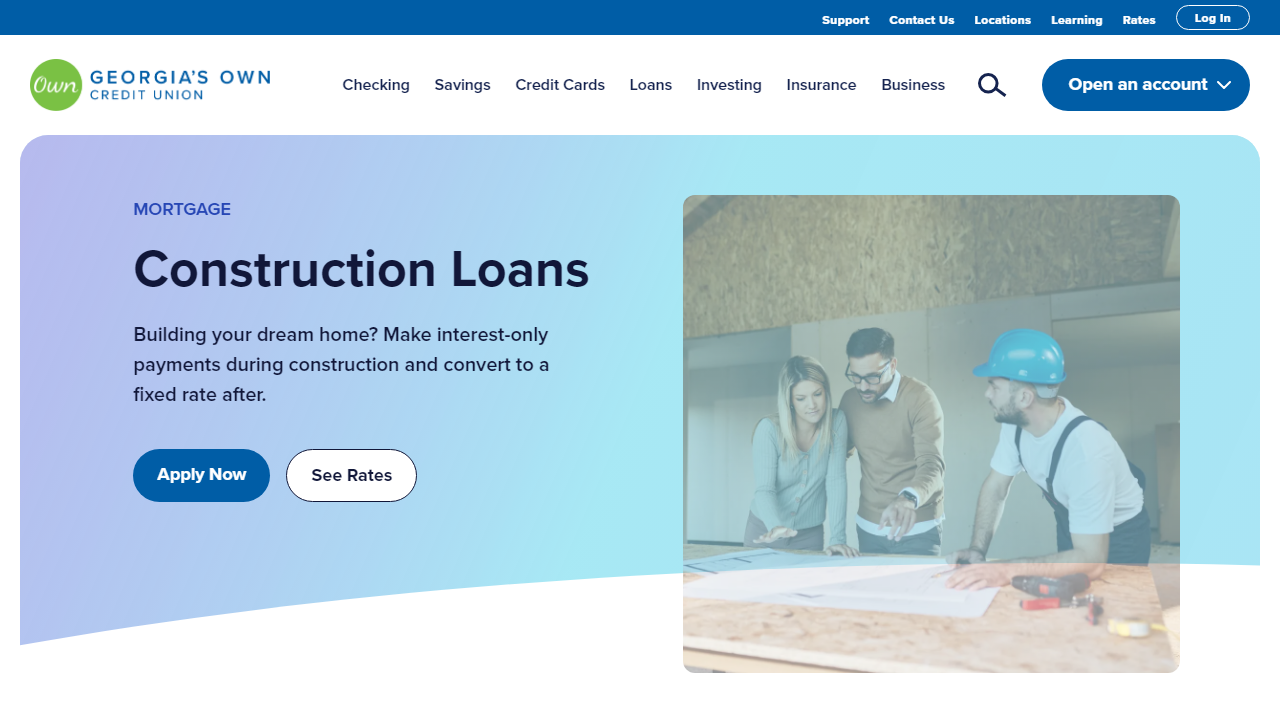 Support Contact Us Locations Learning Rates Log In
Own GEORGIA'S OWN
CREDIT UNION
Checking Savings Credit Cards Loans Investing Insurance Business Open an account
MORTGAGE
Construction Loans
Building your dream home? Make interest-only
payments during construction and convert to a
fixed rate after.
Apply Now See Rates